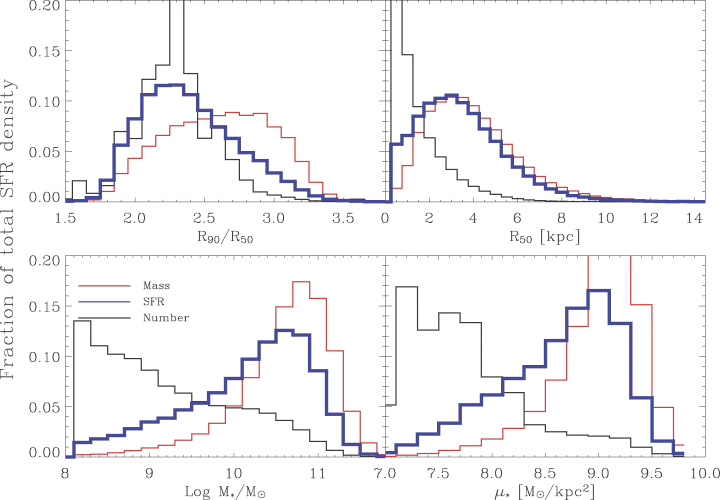 Fraction of total SFR density
0.20
0.15
0.10
0.05
0.00
1.5 2.0 2.5 3.0 3.5 0 2 4 6 8 10 12 14
R90/R50 R50 [kpc]
0.20
0.15
0.10
0.05
0.00
Mass
SFR
Number
8 9 10 11 7.0 7.5 8.0 8.5 9.0 9.5 10.0
Log M*/M☉ μ* [M☉/kpc²]